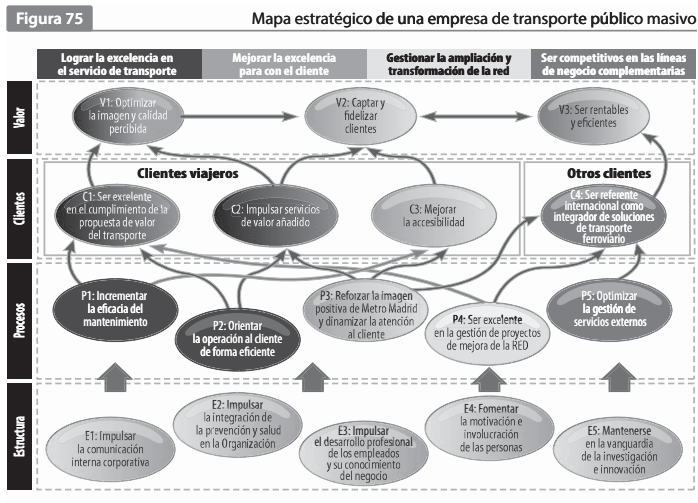 Figura 75
Mapa estratégico de una empresa de transporte público masivo
Lograr la excelencia en
el servicio de transporte
Mejorar la excelencia
para con el cliente
Gestionar la ampliación y
transformación de la red
Ser competitivos en las líneas
de negocio complementarias
Valor
V1: Optimizar
la imagen y calidad
percibida
V2: Captar y
fidelizar
clientes
V3: Ser rentables
y eficientes
Clientes
Clientes viajeros
Otros clientes
C1: Ser excelente
en el cumplimiento de la
propuesta de valor
del transporte
C2: Impulsar servicios
de valor añadido
C3: Mejorar
la accesibilidad
C4: Ser referente
internacional como
integrador de soluciones
de transporte
ferroviario
Procesos
P1: Incrementar
la eficacia del
mantenimiento
P2: Orientar
la operación al cliente
de forma eficiente
P3: Reforzar la imagen
positiva de Metro Madrid
y dinamizar la atención
al cliente
P4: Ser excelente
en la gestión de proyectos
de mejora de la RED
P5: Optimizar
la gestión de
servicios externos
Estructura
E1: Impulsar
la comunicación
interna corporativa
E2: Impulsar
la integración de
la prevención y salud
en la Organización
E3: Impulsar
el desarrollo profesional
de los empleados
y su conocimiento
del negocio
E4: Fomentar
la motivación e
involucración
de las personas
E5: Mantenerse
en la vanguardia
de la investigación
e innovación